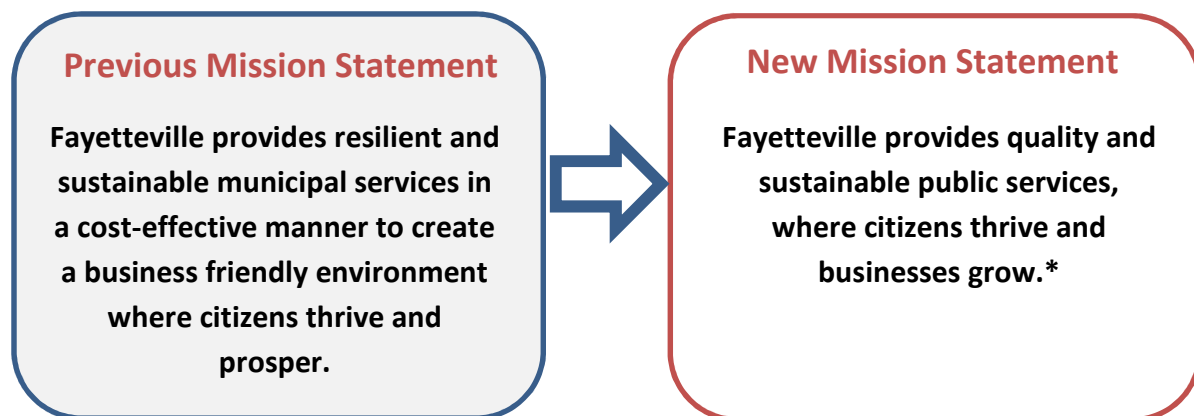 Previous Mission Statement
Fayetteville provides resilient and
sustainable municipal services in
a cost-effective manner to create
a business friendly environment
where citizens thrive and
prosper.
New Mission Statement
Fayetteville provides quality and
sustainable public services,
where citizens thrive and
businesses grow.*